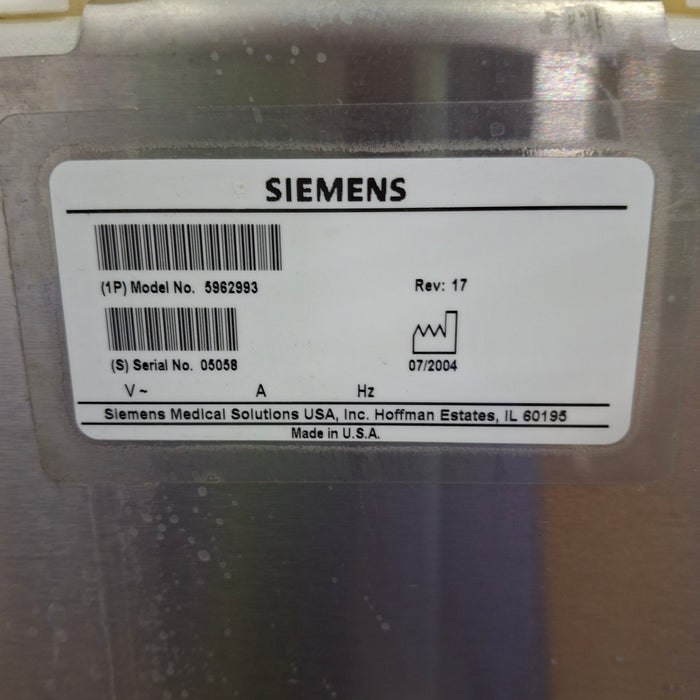 SIEMENS
(1P) Model No. 5962993
Rev: 17
(S) Serial No. 05058
07/2004
V~ A Hz
Siemens Medical Solutions USA, Inc. Hoffman Estates, IL 60195
Made in U.S.A.